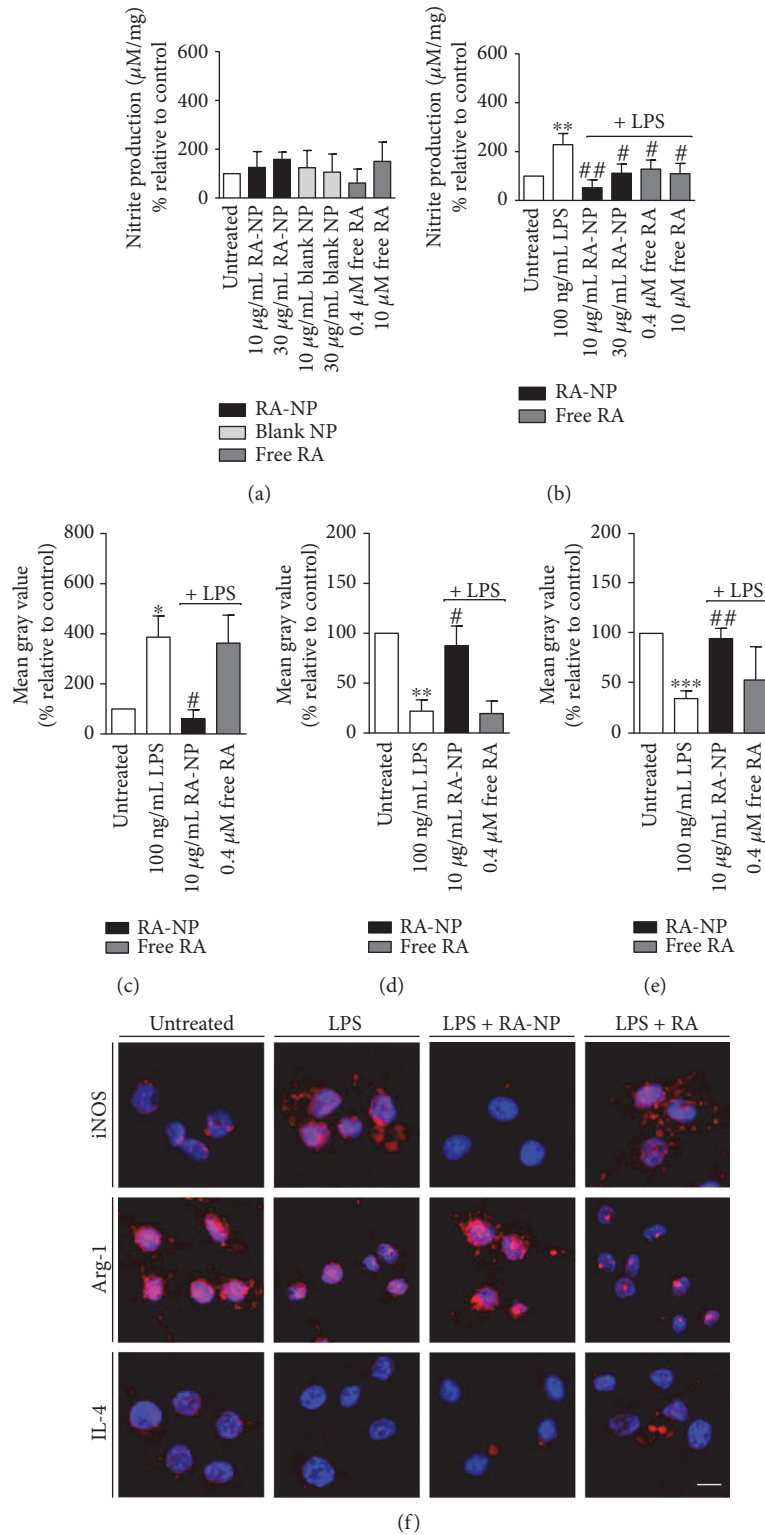 Nitrite production (µM/mg)
% relative to control
600
400
200
0
Untreated
10 µg/mL RA-NP
30 µg/mL RA-NP
10 µg/mL blank NP
30 µg/mL blank NP
0.4 µM free RA
10 µM free RA
RA-NP
Blank NP
Free RA
(a)
Nitrite production (µM/mg)
% relative to control
600
400
200
0
**
+ LPS
##
#
#
#
Untreated
100 ng/mL LPS
10 µg/mL RA-NP
30 µg/mL RA-NP
0.4 µM free RA
10 µM free RA
RA-NP
Free RA
(b)
Mean gray value
(% relative to control)
800
600
400
200
0
*
+ LPS
#
Untreated
100 ng/mL LPS
10 µg/mL RA-NP
0.4 µM free RA
RA-NP
Free RA
(c)
Mean gray value
(% relative to control)
200
150
100
50
0
**
+ LPS
#
Untreated
100 ng/mL LPS
10 µg/mL RA-NP
0.4 µM free RA
RA-NP
Free RA
(d)
Mean gray value
(% relative to control)
200
150
100
50
0
***
+ LPS
##
Untreated
100 ng/mL LPS
10 µg/mL RA-NP
0.4 µM free RA
RA-NP
Free RA
(e)
Untreated
LPS
LPS + RA-NP
LPS + RA
iNOS
Arg-1
IL-4
(f)